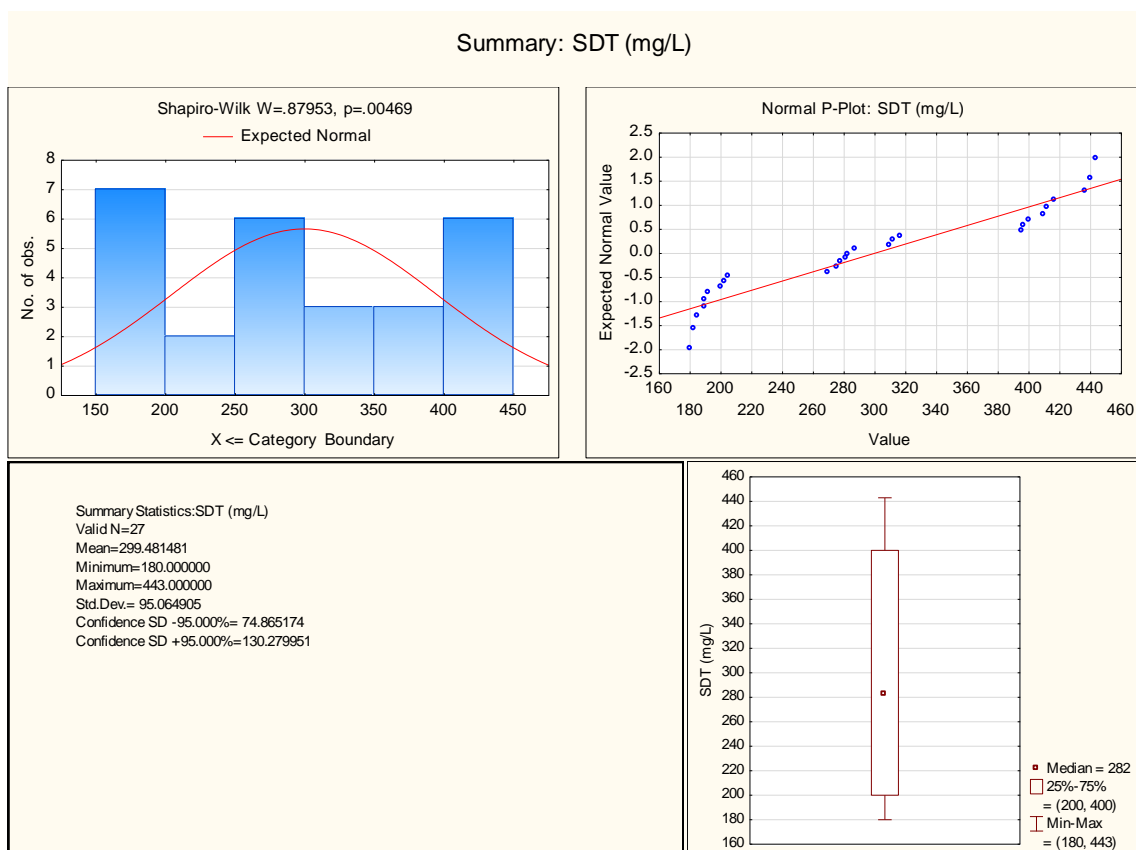 Summary: SDT (mg/L)
Shapiro-Wilk W=.87953, p=.00469
Expected Normal
8
7
6
5
4
3
2
1
0
No. of obs.
150 200 250 300 350 400 450
X <= Category Boundary
Normal P-Plot: SDT (mg/L)
2.5
2.0
1.5
1.0
0.5
0.0
-0.5
-1.0
-1.5
-2.0
-2.5
Expected Normal Value
160 200 240 280 320 360 400 440
180 220 260 300 340 380 420 460
Value
Summary Statistics:SDT (mg/L)
Valid N=27
Mean=299.481481
Minimum=180.000000
Maximum=443.000000
Std.Dev.= 95.064905
Confidence SD -95.000%= 74.865174
Confidence SD +95.000%=130.279951
460
440
420
400
380
360
340
320
300
280
260
240
220
200
180
160
SDT (mg/L)
Median = 282
25%-75%
= (200, 400)
Min-Max
= (180, 443)